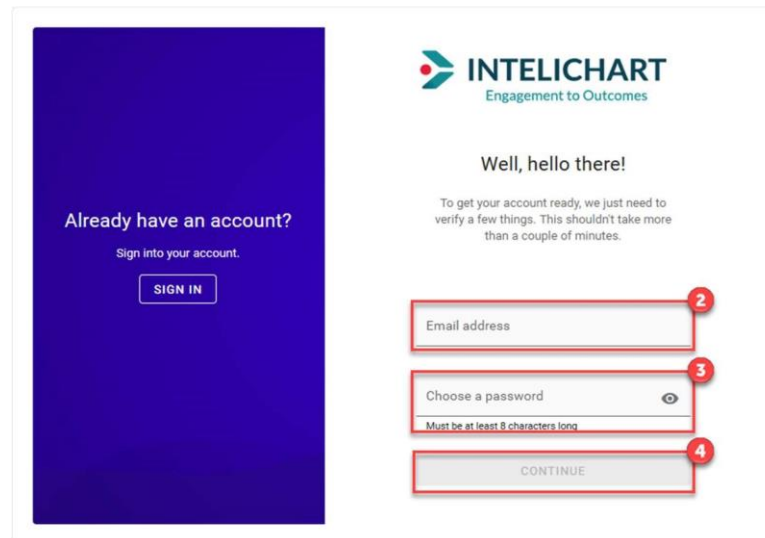 Already have an account?
Sign into your account.
SIGN IN
INTELICHART
Engagement to Outcomes
Well, hello there!
To get your account ready, we just need to
verify a few things. This shouldn't take more
than a couple of minutes.
2
Email address
3
Choose a password
Must be at least 8 characters long
4
CONTINUE